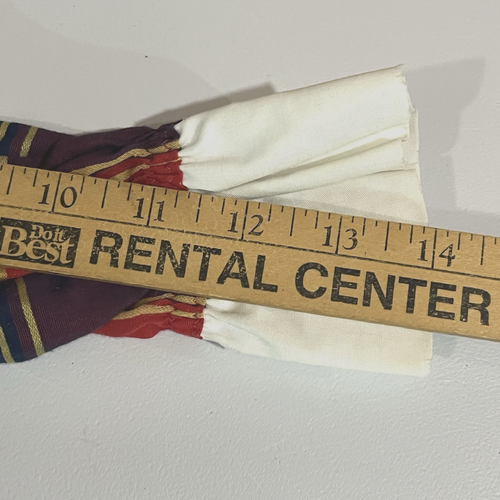 10 11 12 13 14
Do it
Best RENTAL CENTER